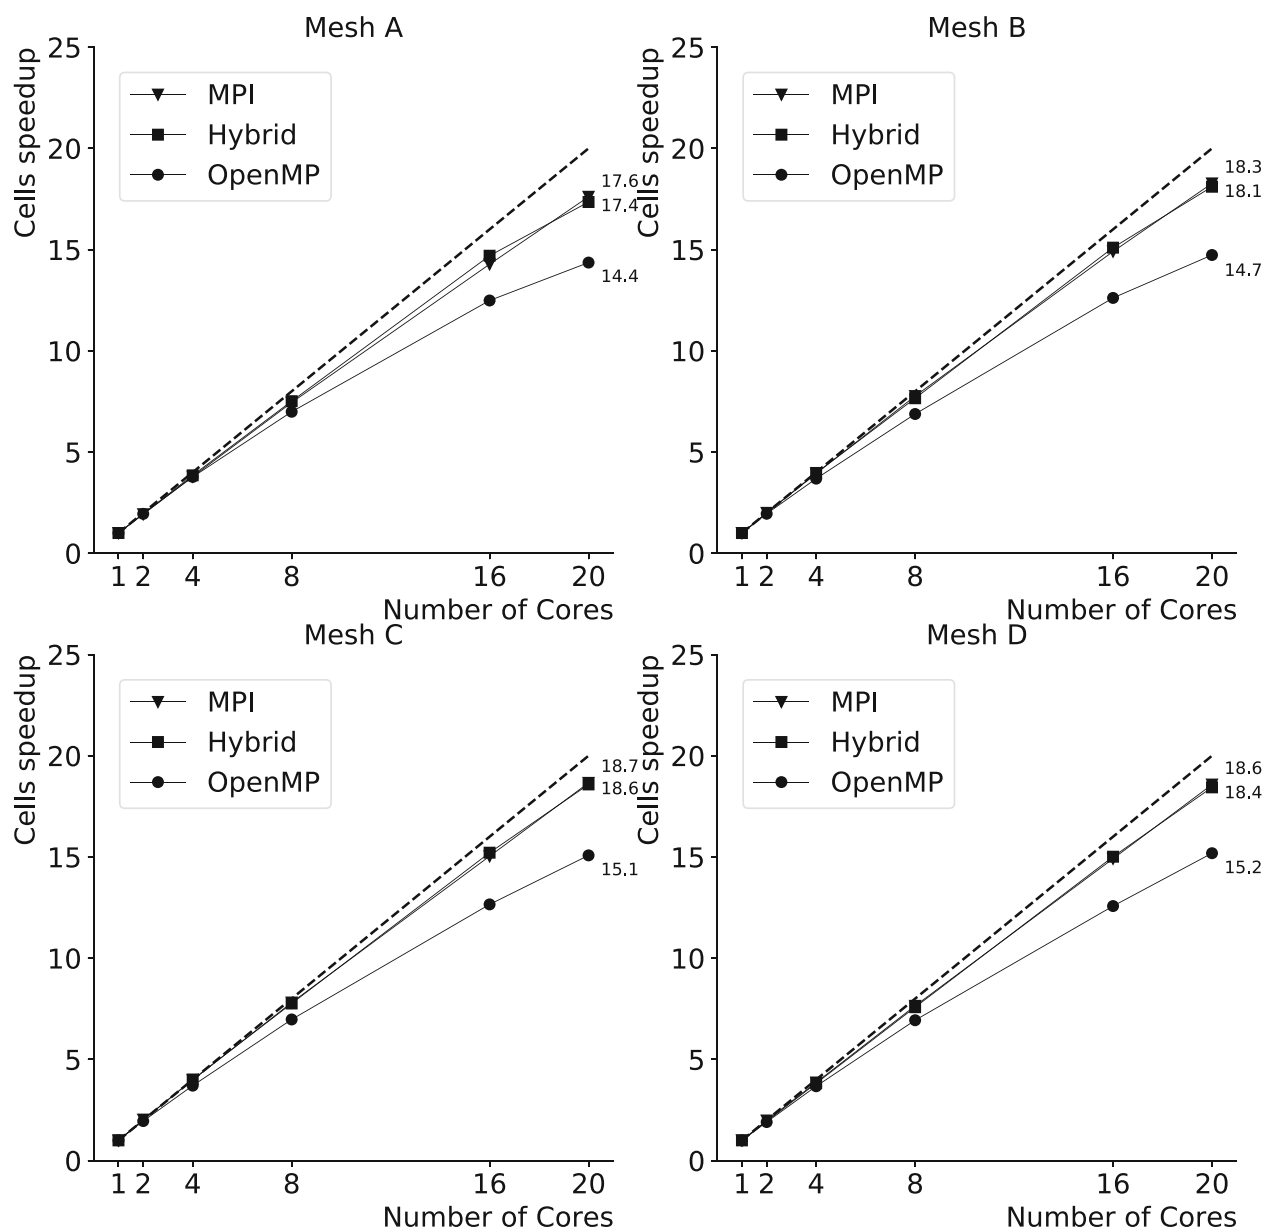 Mesh A
Cells speedup
25
20
15
10
5
0
MPI
Hybrid
OpenMP
17.6
17.4
14.4
1 2 4 8 16 20
Number of Cores
Mesh B
Cells speedup
25
20
15
10
5
0
MPI
Hybrid
OpenMP
18.3
18.1
14.7
1 2 4 8 16 20
Number of Cores
Mesh C
Cells speedup
25
20
15
10
5
0
MPI
Hybrid
OpenMP
18.7
18.6
15.1
1 2 4 8 16 20
Number of Cores
Mesh D
Cells speedup
25
20
15
10
5
0
MPI
Hybrid
OpenMP
18.6
18.4
15.2
1 2 4 8 16 20
Number of Cores